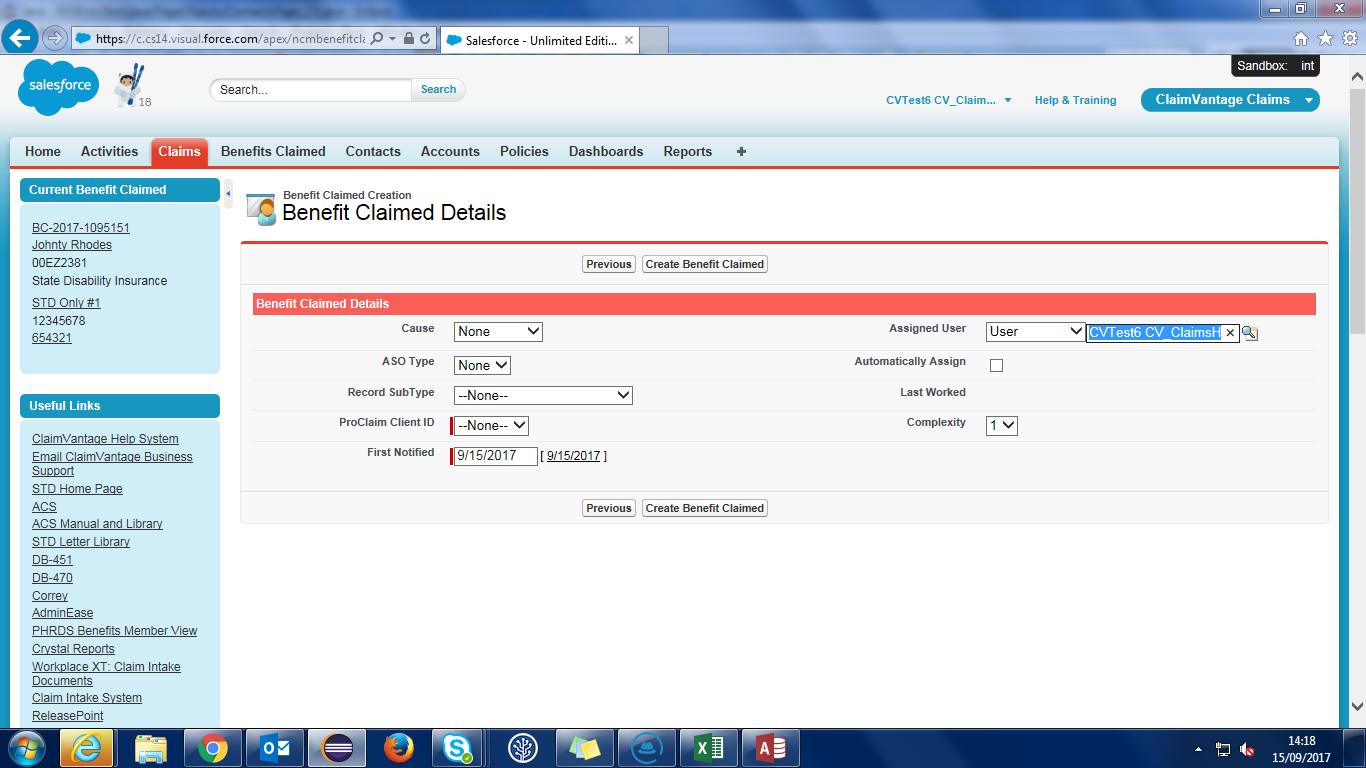 https://c.cs14.visual.force.com/apex/ncmbenefitcla
Salesforce - Unlimited Editi...
Sandbox: int
salesforce
18
Search...
Search
CVTest6 CV_Claim...
Help & Training
ClaimVantage Claims
Home Activities Claims Benefits Claimed Contacts Accounts Policies Dashboards Reports +
Current Benefit Claimed
BC-2017-1095151
Johnty Rhodes
00EZ2381
State Disability Insurance
STD Only #1
12345678
654321
Useful Links
ClaimVantage Help System
Email ClaimVantage Business
Support
STD Home Page
ACS
ACS Manual and Library
STD Letter Library
DB-451
DB-470
Correy
AdminEase
PHRDS Benefits Member View
Crystal Reports
Workplace XT: Claim Intake
Documents
Claim Intake System
ReleasePoint
Benefit Claimed Creation
Benefit Claimed Details
Previous Create Benefit Claimed
Benefit Claimed Details
Cause None Assigned User User CVTest6 CV_ClaimsH
ASO Type None Automatically Assign
Record SubType --None-- Last Worked
ProClaim Client ID --None-- Complexity 1
First Notified 9/15/2017 [ 9/15/2017 ]
Previous Create Benefit Claimed
14:18
15/09/2017